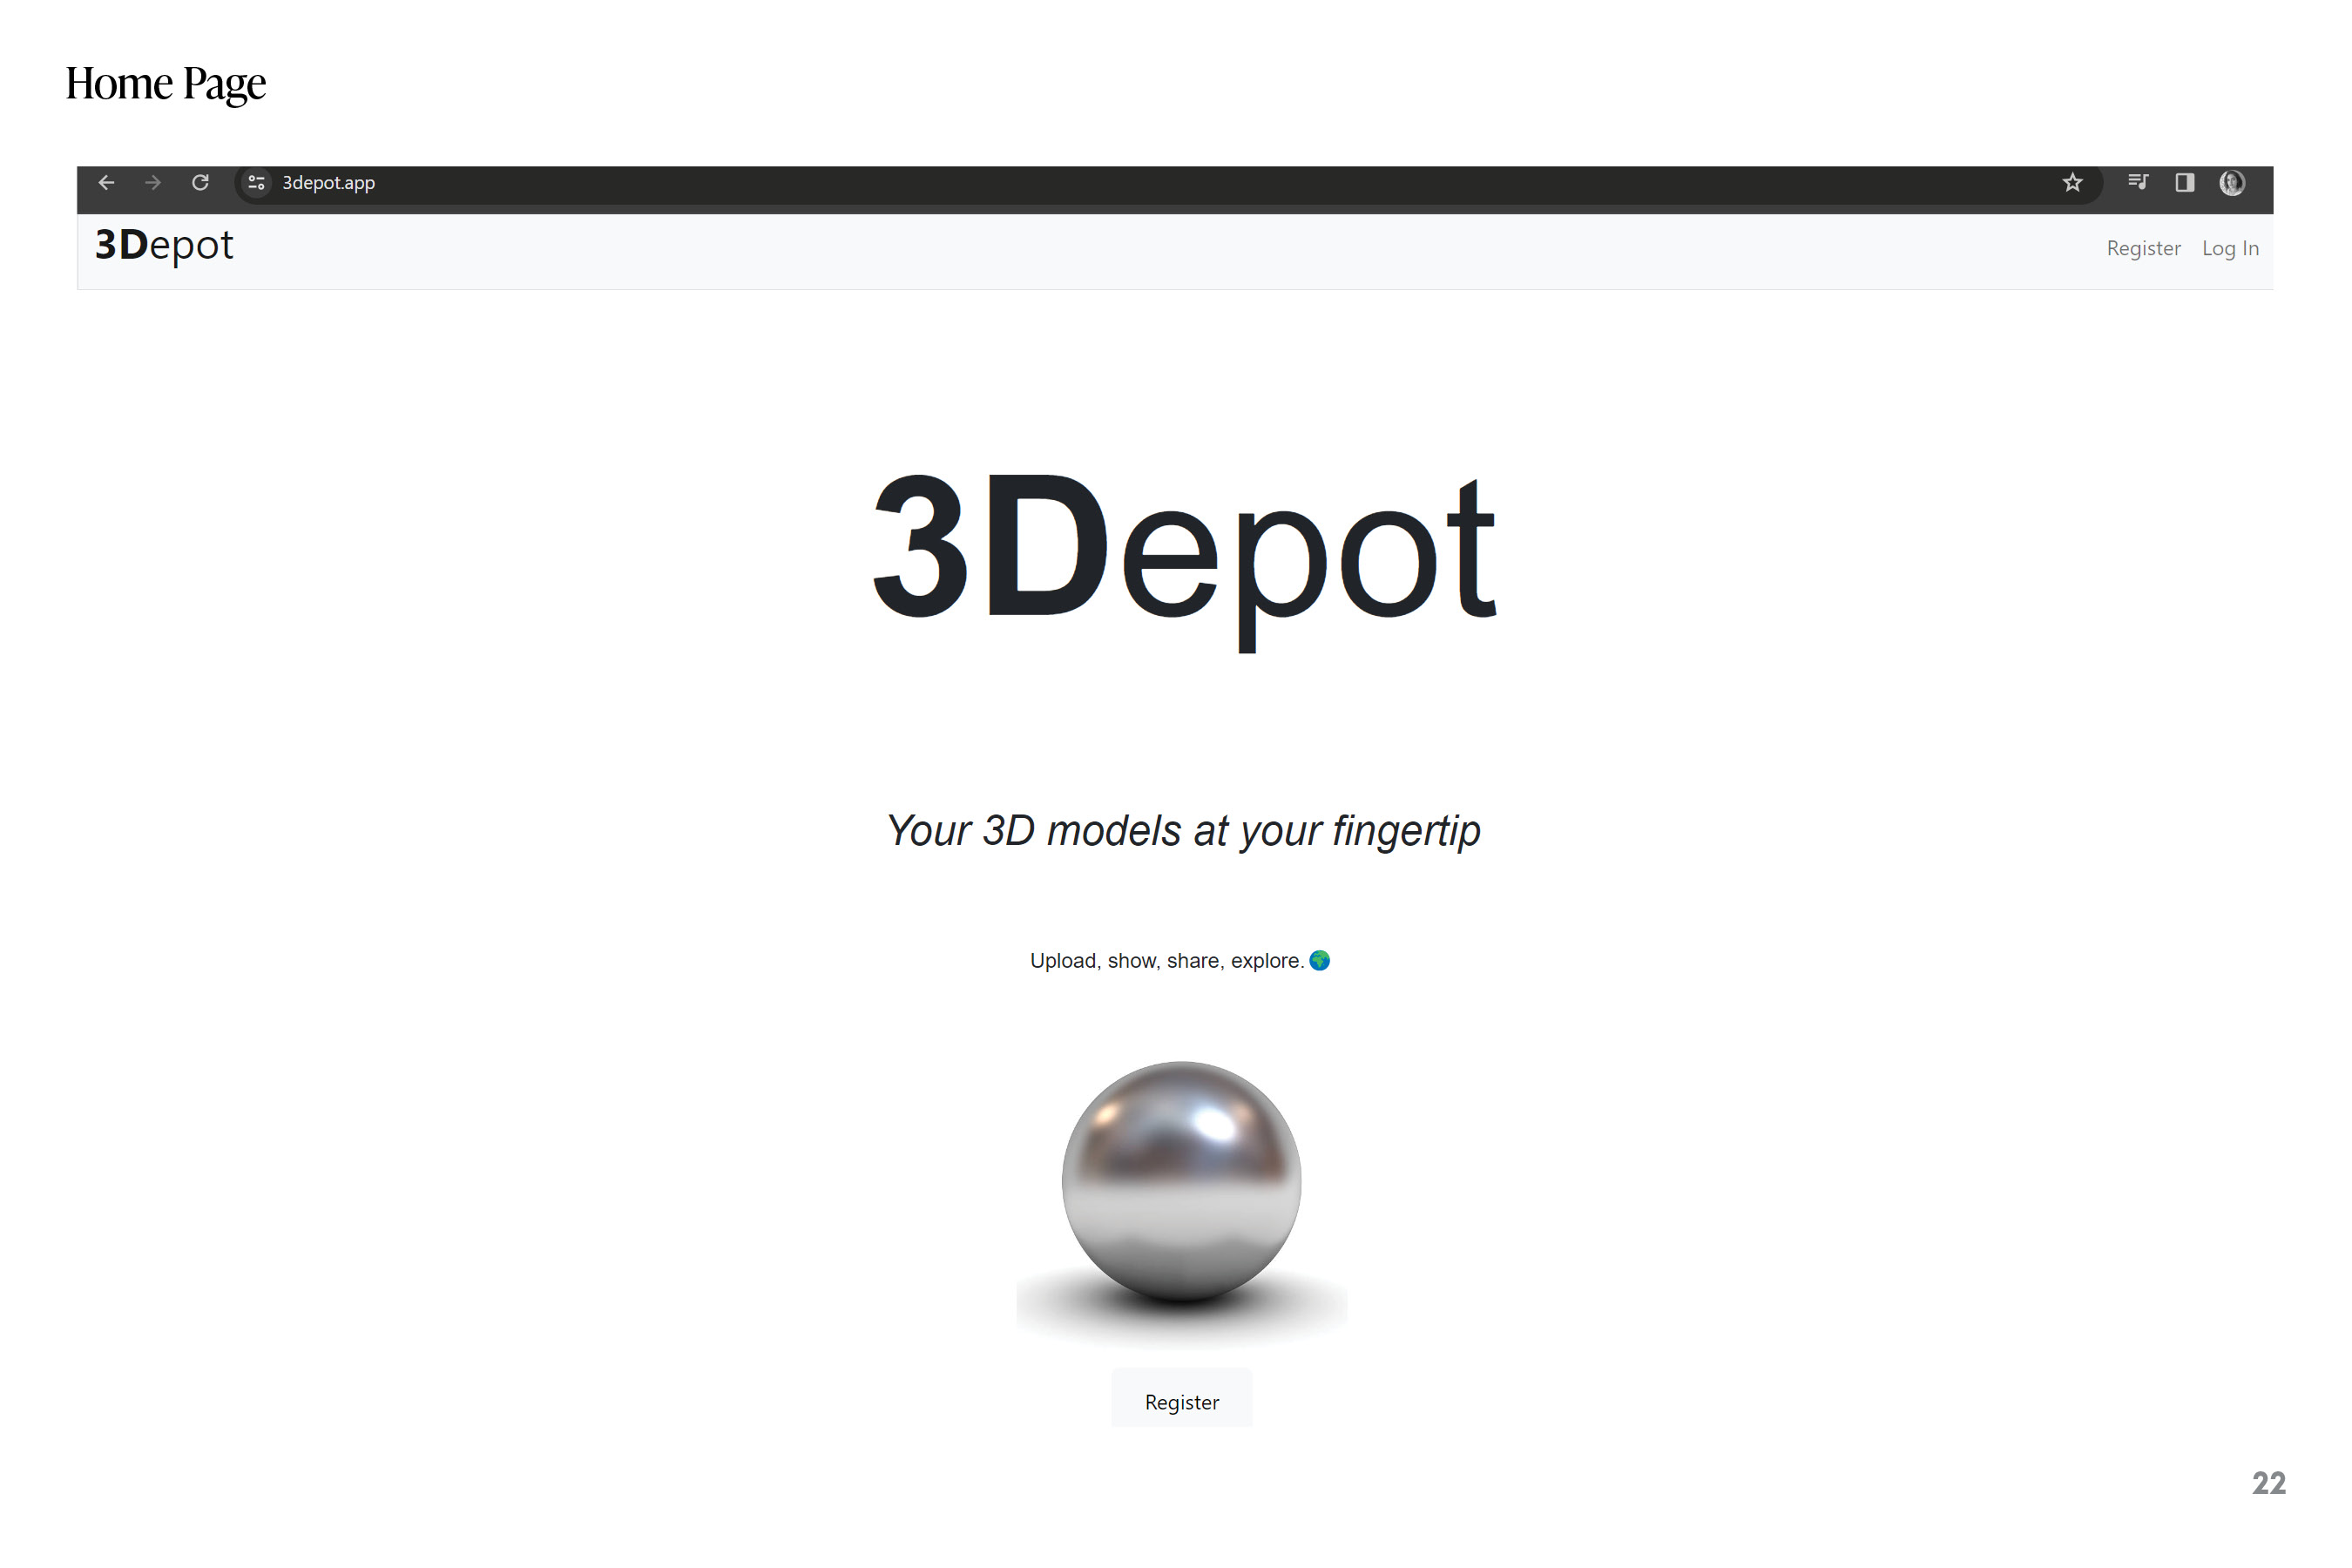 Home Page
3depot.app
3Depot
Register Log In
3Depot
Your 3D models at your fingertip
Upload, show, share, explore.🌍
Register
22